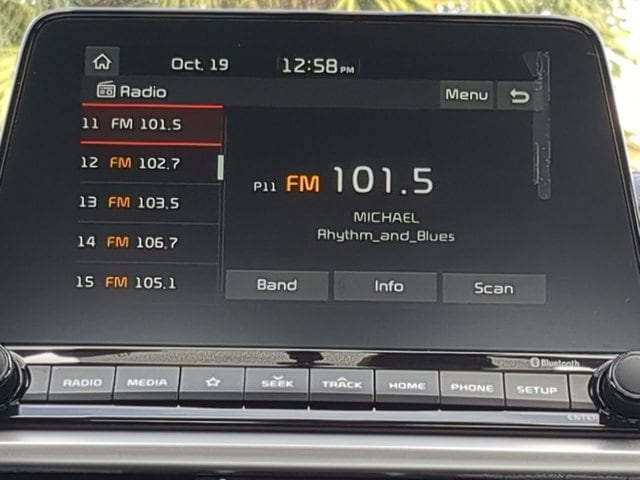 Oct. 19 12:58 PM
Radio Menu
11 FM 101.5
12 FM 102.7
13 FM 103.5
14 FM 106.7
15 FM 105.1
P11 FM 101.5
MICHAEL
Rhythm_and_Blues
Band Info Scan
Bluetooth
RADIO MEDIA SEEK TRACK HOME PHONE SETUP
ENTER